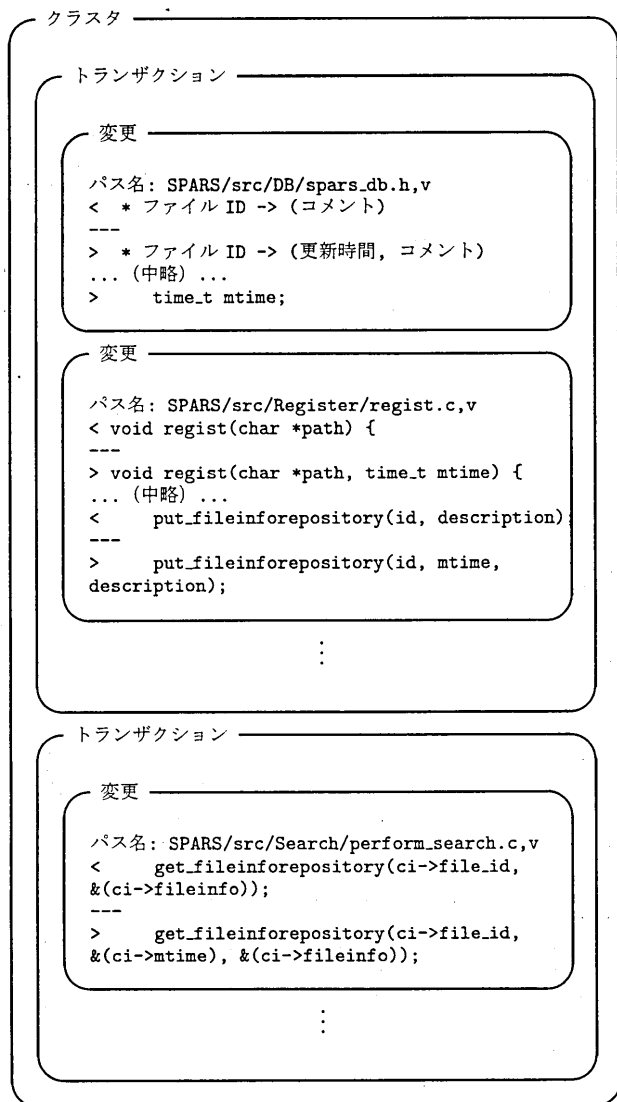 クラスタ
トランザクション
変更
パス名: SPARS/src/DB/spars_db.h,v
< * ファイル ID -> (コメント)
---
> * ファイル ID -> (更新時間, コメント)
... (中略) ...
> time_t mtime;
変更
パス名: SPARS/src/Register/regist.c,v
< void regist(char *path) {
---
> void regist(char *path, time_t mtime) {
... (中略) ...
< put_fileinforepository(id, description)
---
> put_fileinforepository(id, mtime,
description);
⋮
トランザクション
変更
パス名: SPARS/src/Search/perform_search.c,v
< get_fileinforepository(ci->file_id,
&(ci->fileinfo));
---
> get_fileinforepository(ci->file_id,
&(ci->mtime), &(ci->fileinfo));
⋮